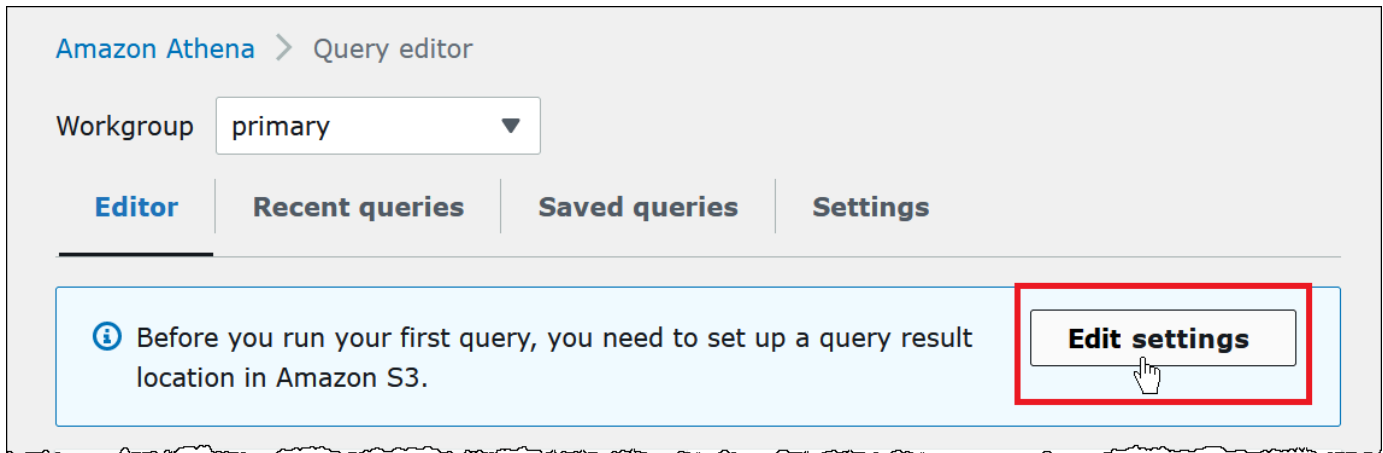 Amazon Athena > Query editor
Workgroup primary
Editor Recent queries Saved queries Settings
Before you run your first query, you need to set up a query result
location in Amazon S3.
Edit settings